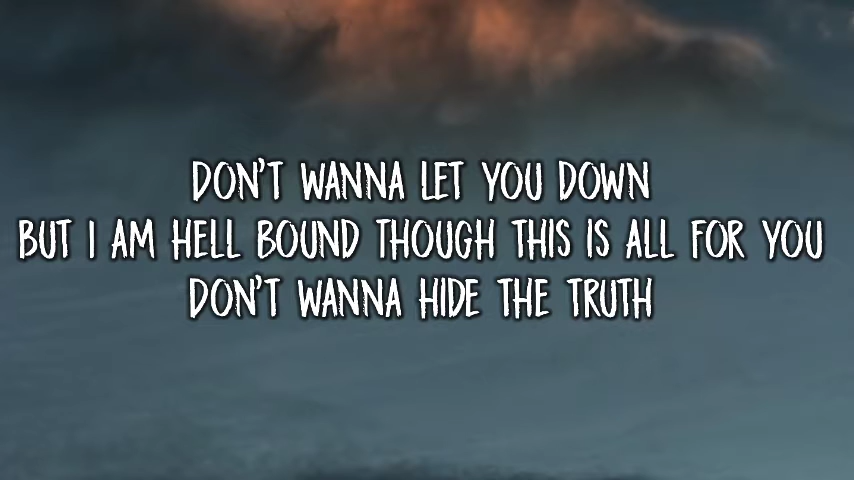 DON'T WANNA LET YOU DOWN
BUT I AM HELL BOUND THOUGH THIS IS ALL FOR YOU
DON'T WANNA HIDE THE TRUTH